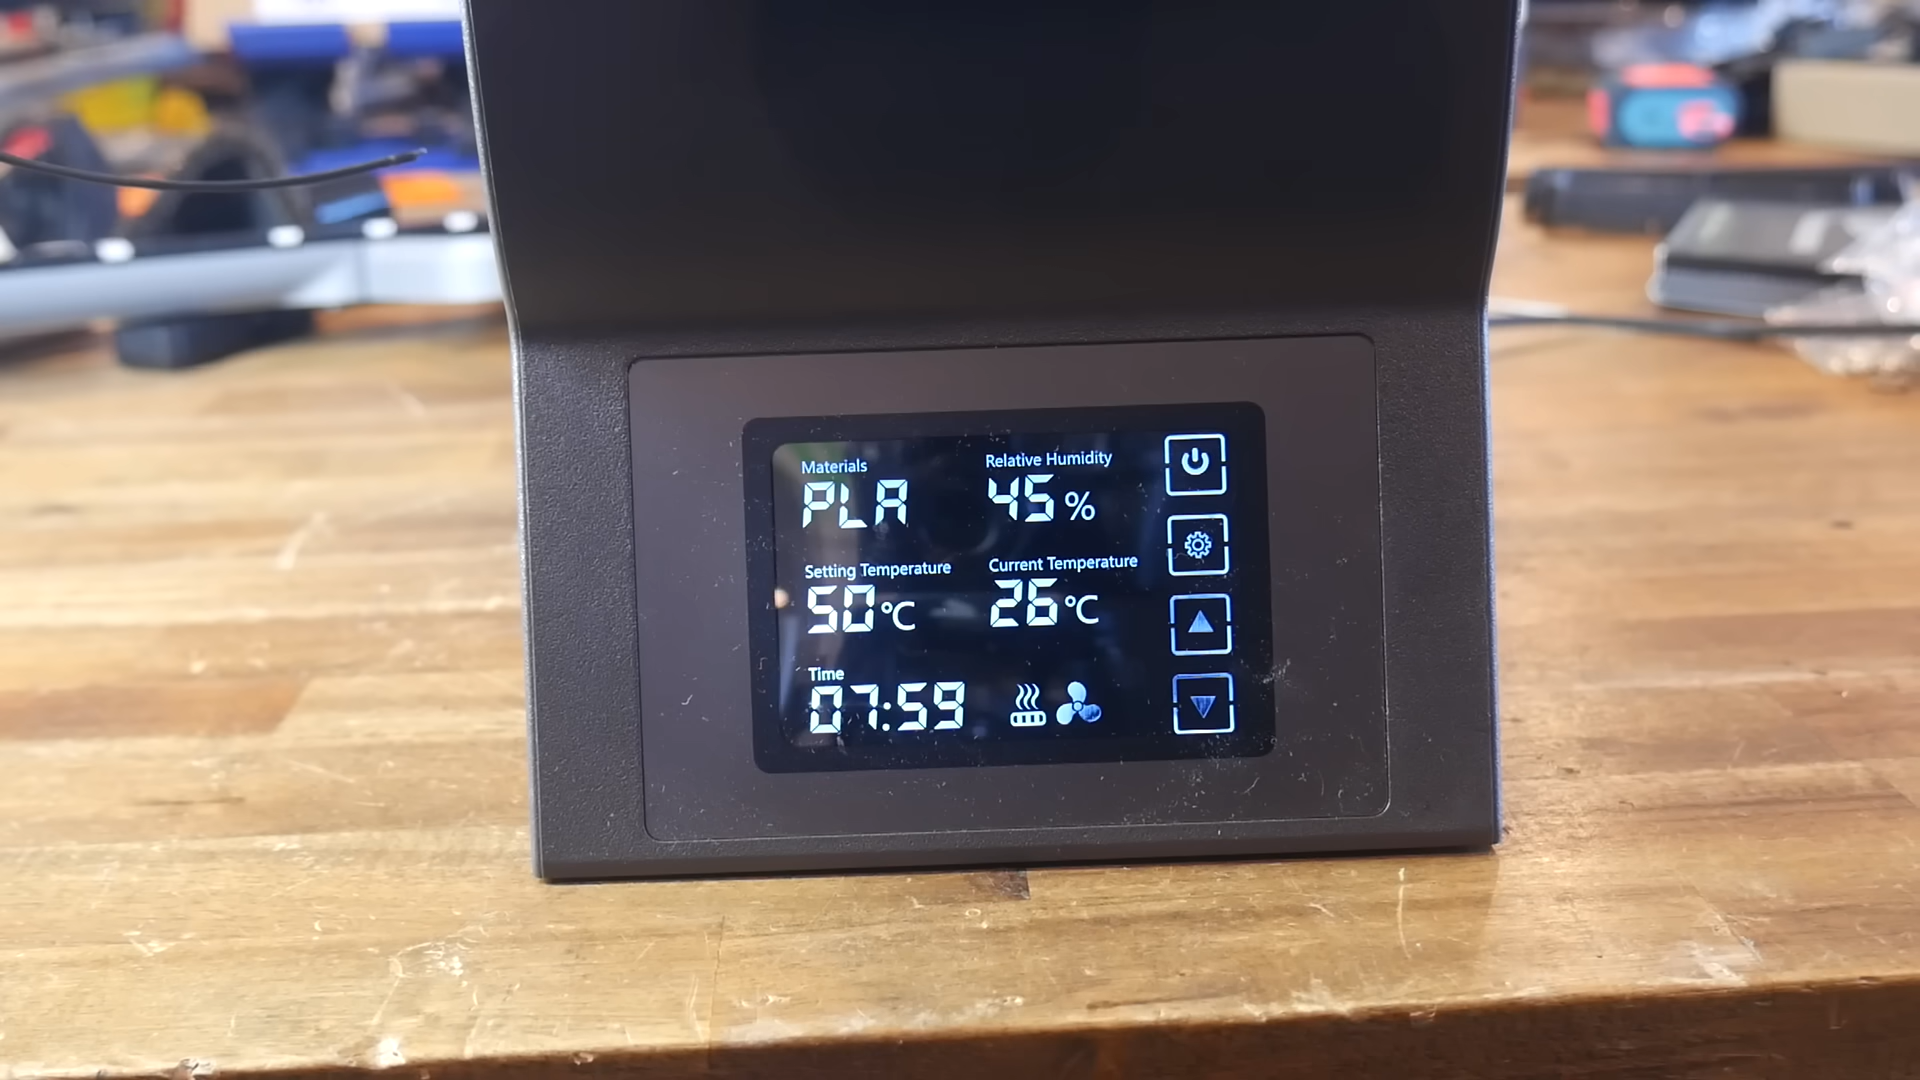 Materials
PLA
Relative Humidity
45 %
Setting Temperature
50 °C
Current Temperature
26 °C
Time
07:59